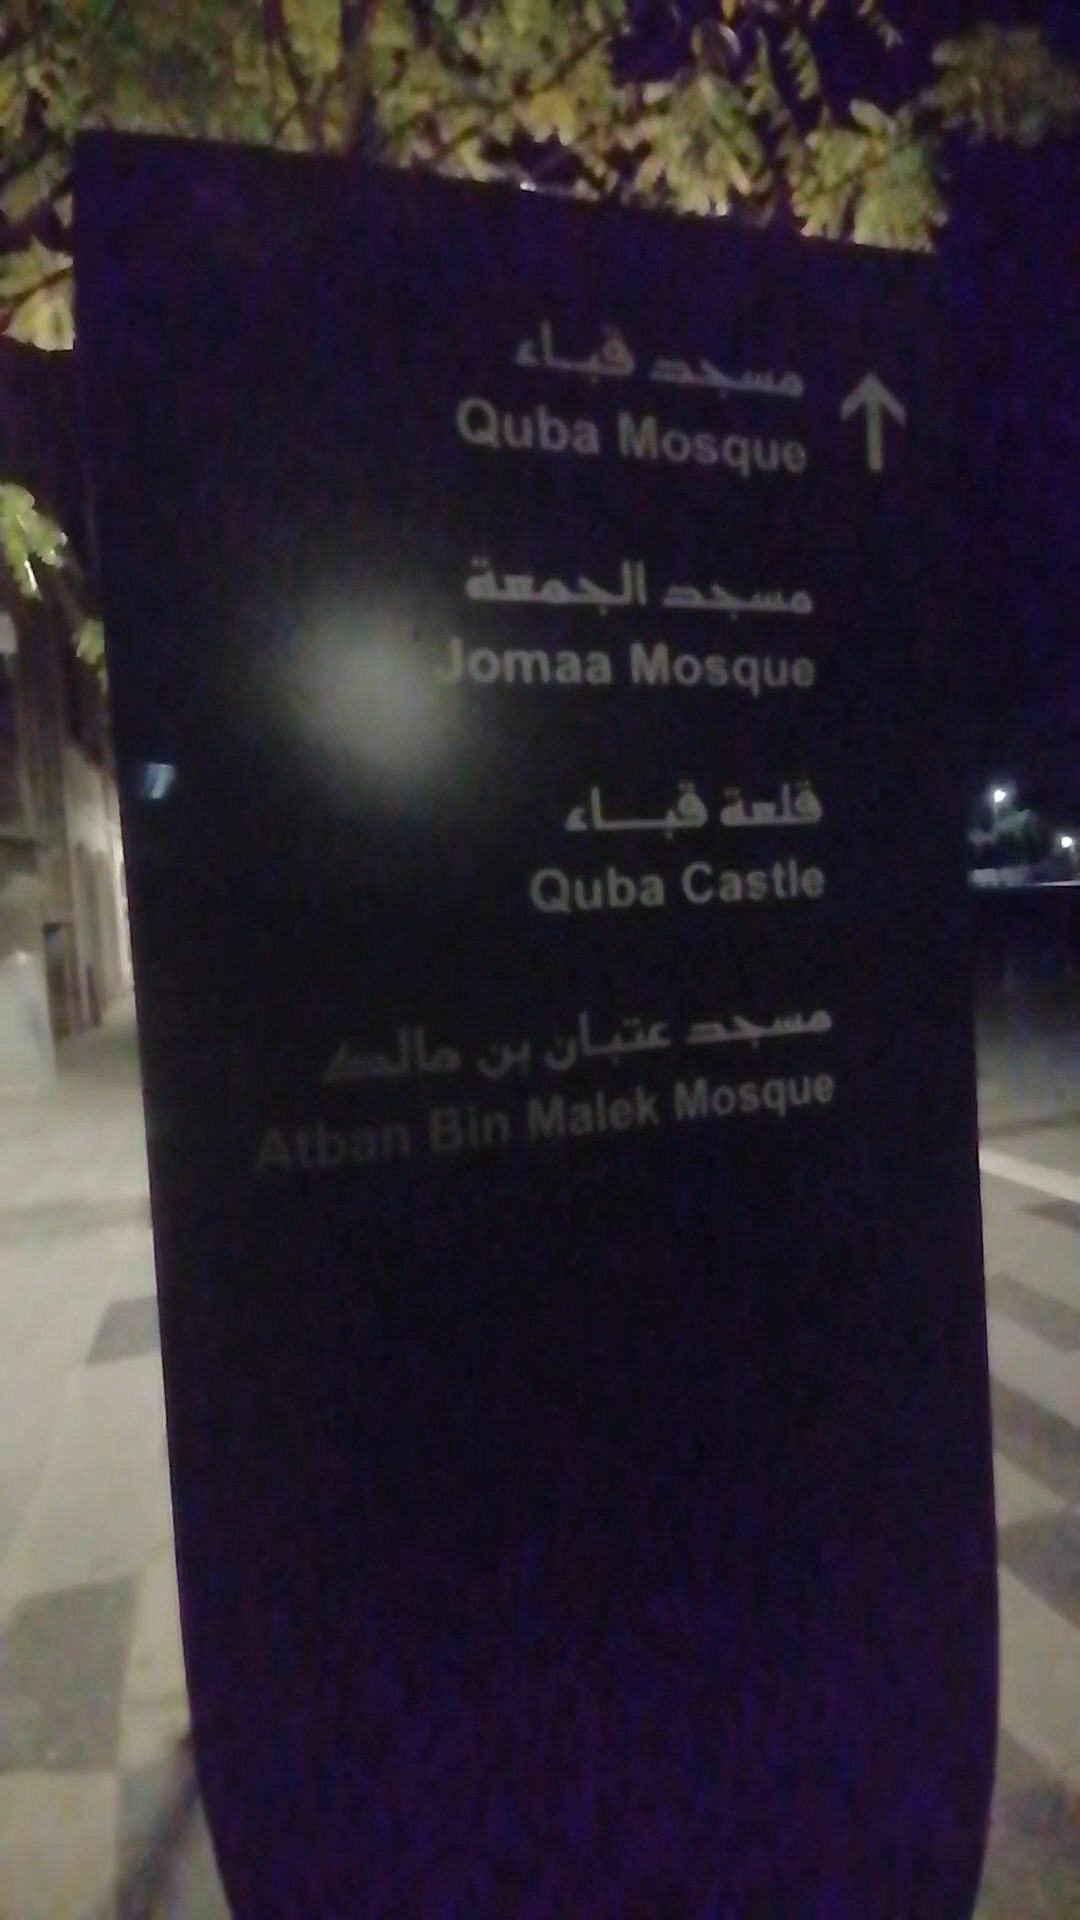 مسجد قباء
Quba Mosque
مسجد الجمعة
Jomaa Mosque
قلعة قباء
Quba Castle
مسجد عتبان بن مالك
Atban Bin Malek Mosque